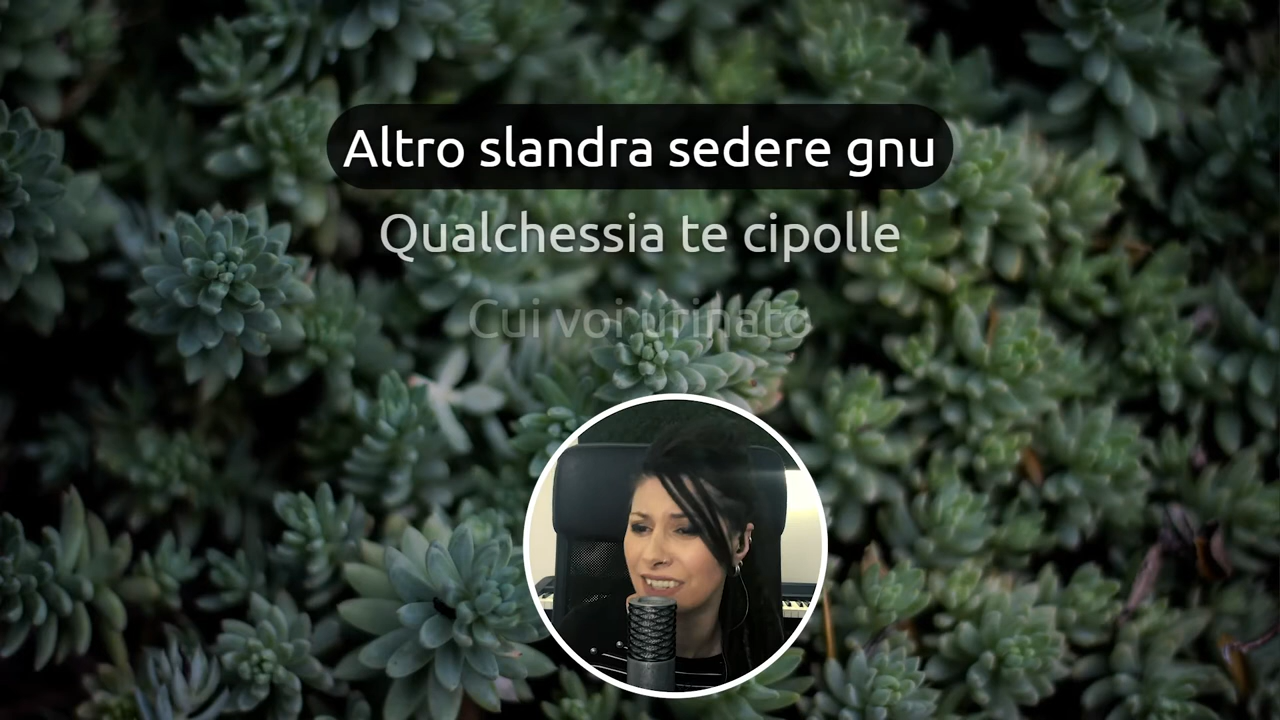 Altro slandra sedere gnu
Qualchessia te cipolle
Cui voi urinato